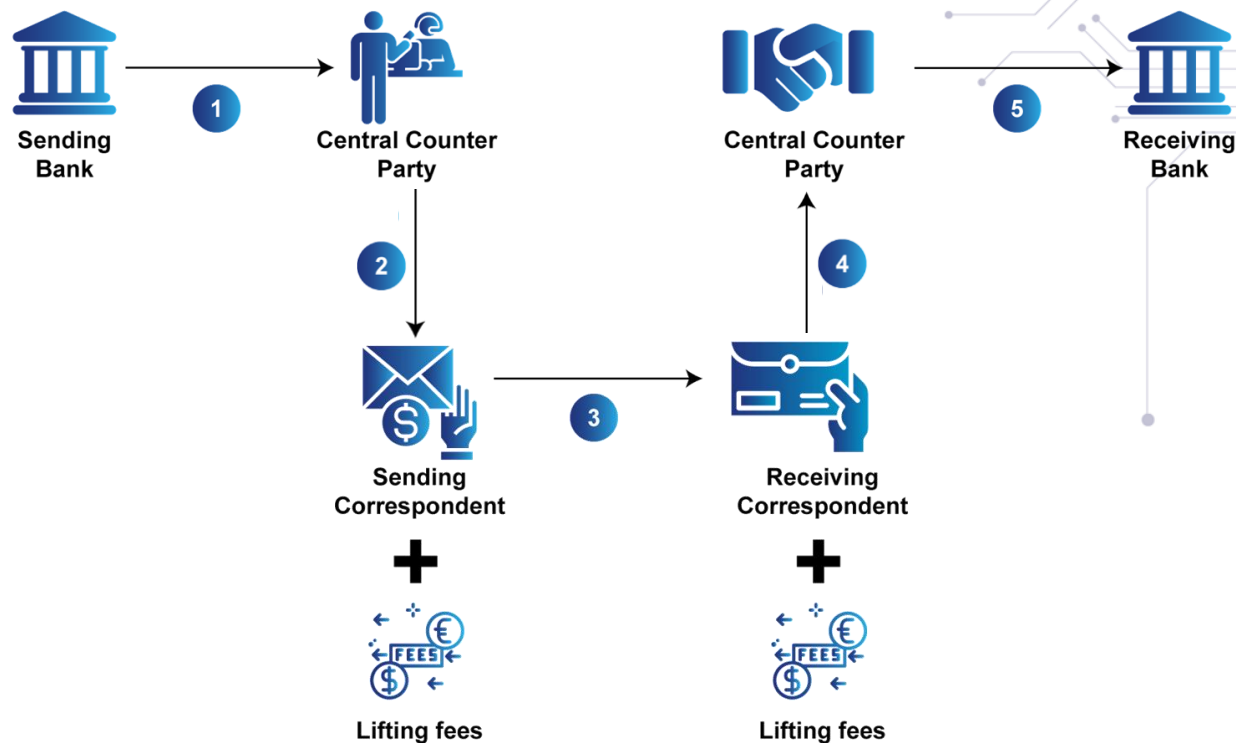 1
5
Sending
Bank
Central Counter
Party
Central Counter
Party
Receiving
Bank
2
4
$
3
Sending
Correspondent
Receiving
Correspondent
€
FEES
$
€
FEES
$
Lifting fees
Lifting fees